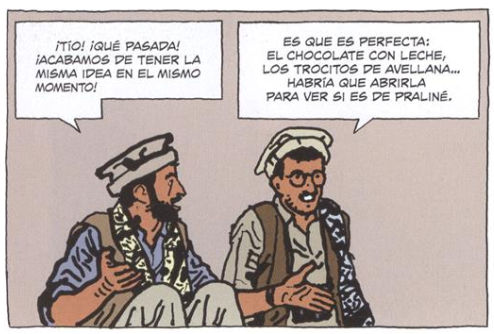 ¡TÍO! ¡QUÉ PASADA!
¡ACABAMOS DE TENER LA
MISMA IDEA EN EL MISMO
MOMENTO!
ES QUE ES PERFECTA:
EL CHOCOLATE CON LECHE,
LOS TROCITOS DE AVELLANA...
HABRÍA QUE ABRIRLA
PARA VER SI ES DE PRALINÉ.